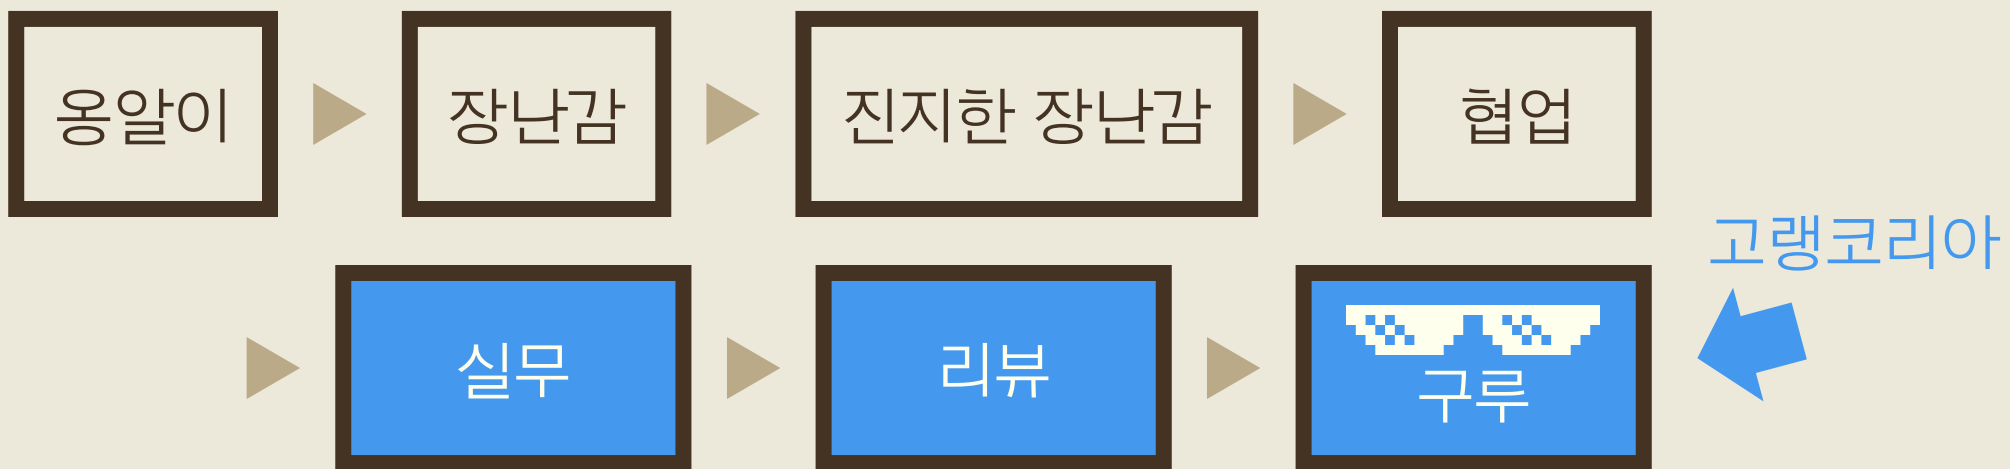 옹알이
장난감
진지한 장난감
협업
고랭코리아
실무
리뷰
구루